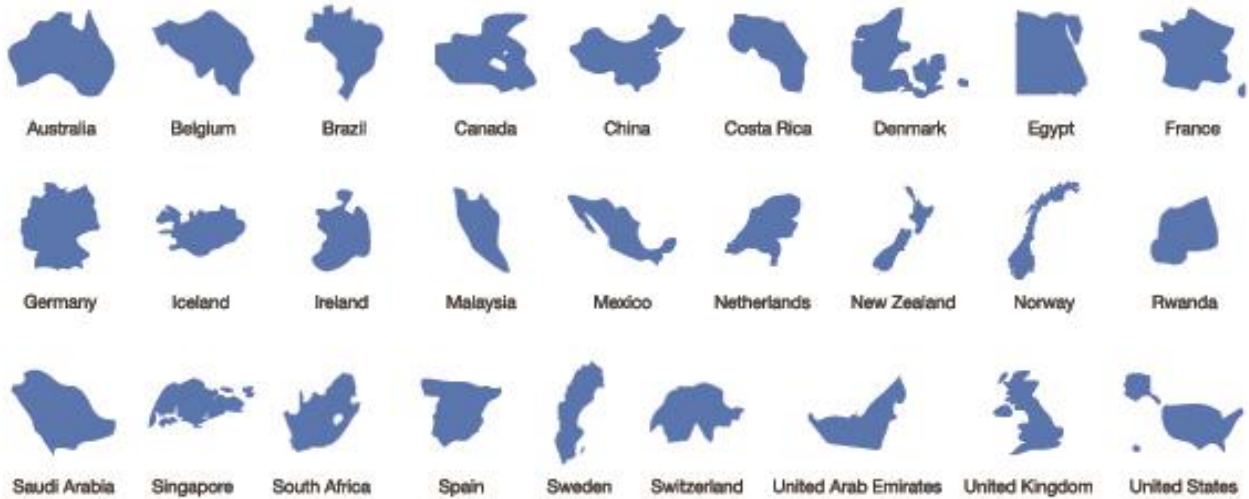 Australia Belgium Brazil Canada China Costa Rica Denmark Egypt France
Germany Iceland Ireland Malaysia Mexico Netherlands New Zealand Norway Rwanda
Saudi Arabia Singapore South Africa Spain Sweden Switzerland United Arab Emirates United Kingdom United States